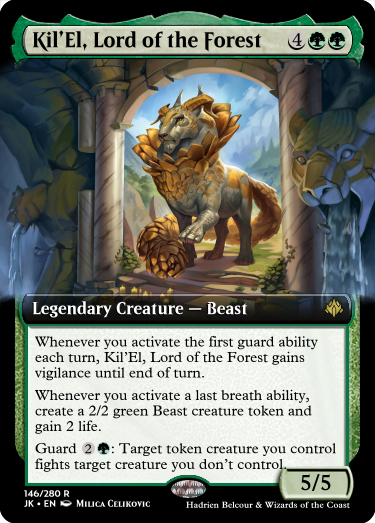 Kil'El, Lord of the Forest 4
Legendary Creature — Beast
Whenever you activate the first guard ability
each turn, Kil'El, Lord of the Forest gains
vigilance until end of turn.
Whenever you activate a last breath ability,
create a 2/2 green Beast creature token and
gain 2 life.
Guard 2 : Target token creature you control
fights target creature you don't control.
5/5
146/280 R
JK • EN Milica Celikovic
Hadrien Belcour & Wizards of the Coast